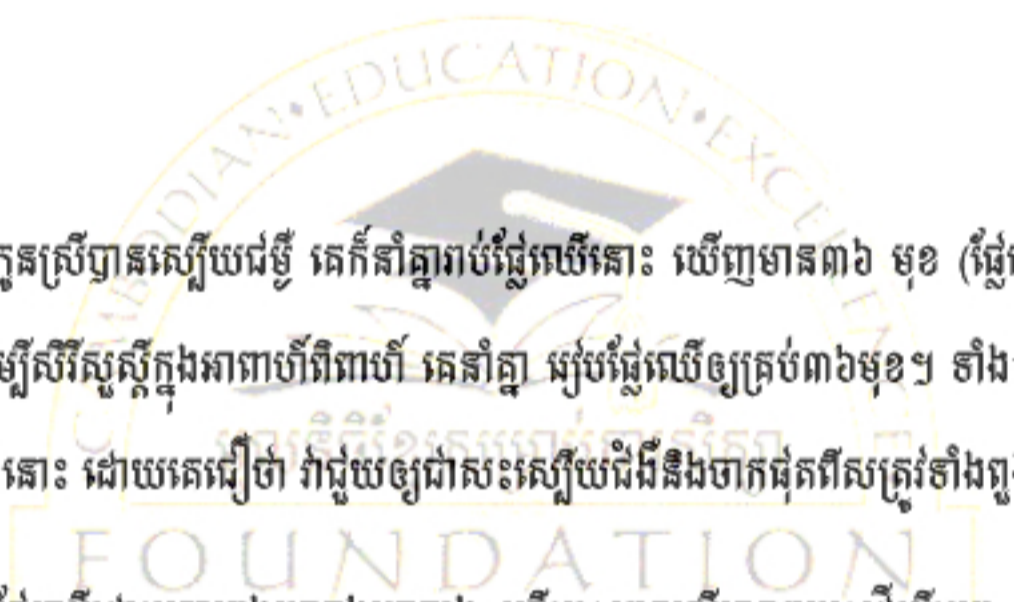 CAMBODIAN • EDUCATION • EXCELLEN
កូនស្រីបានស្បើយជម្ងឺ គេក៏នាំគ្នារាប់ផ្លែឈើនោះ ឃើញមាន៣៦ មុខ (ផ្លែ
ម្បីសិរីសួស្តីក្នុងអាពាហ៍ពិពាហ៍ គេនាំគ្នា រៀបផ្លែឈើឲ្យគ្រប់៣៦មុខ។ ទាំង
នោះ ដោយគេជឿថា វាជួយឲ្យជាសះស្បើយជំងឺនិងចាកផុតពីសត្រូវទាំងពួង
FOUNDATION